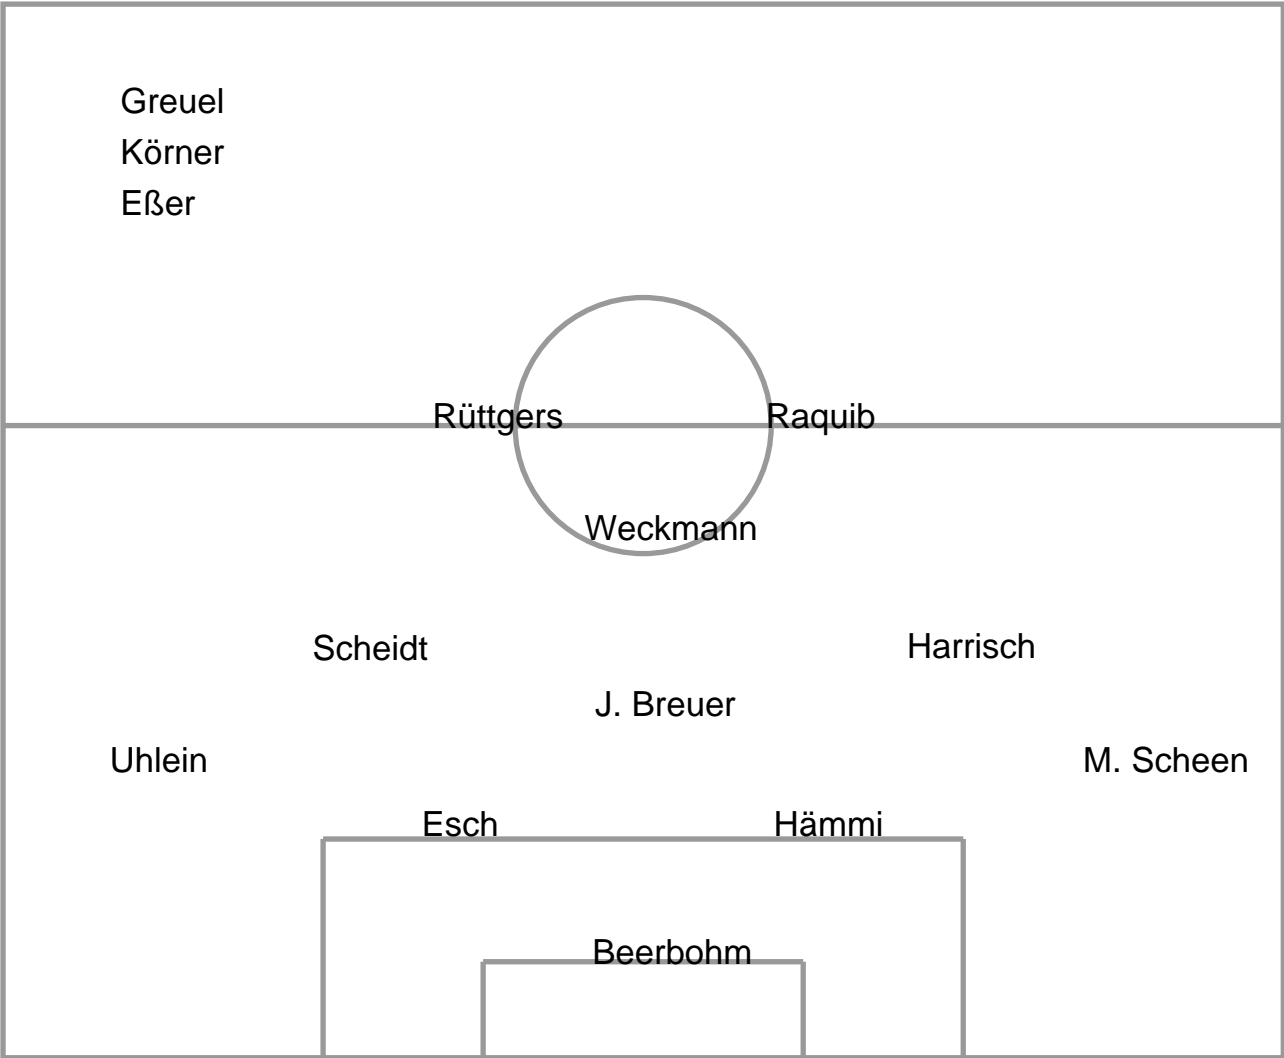 Greuel
Körner
Eßer
Rüttgers Raquib
Weckmann
Scheidt Harrisch
J. Breuer
Uhlein M. Scheen
Esch Hämmi
Beerbohm